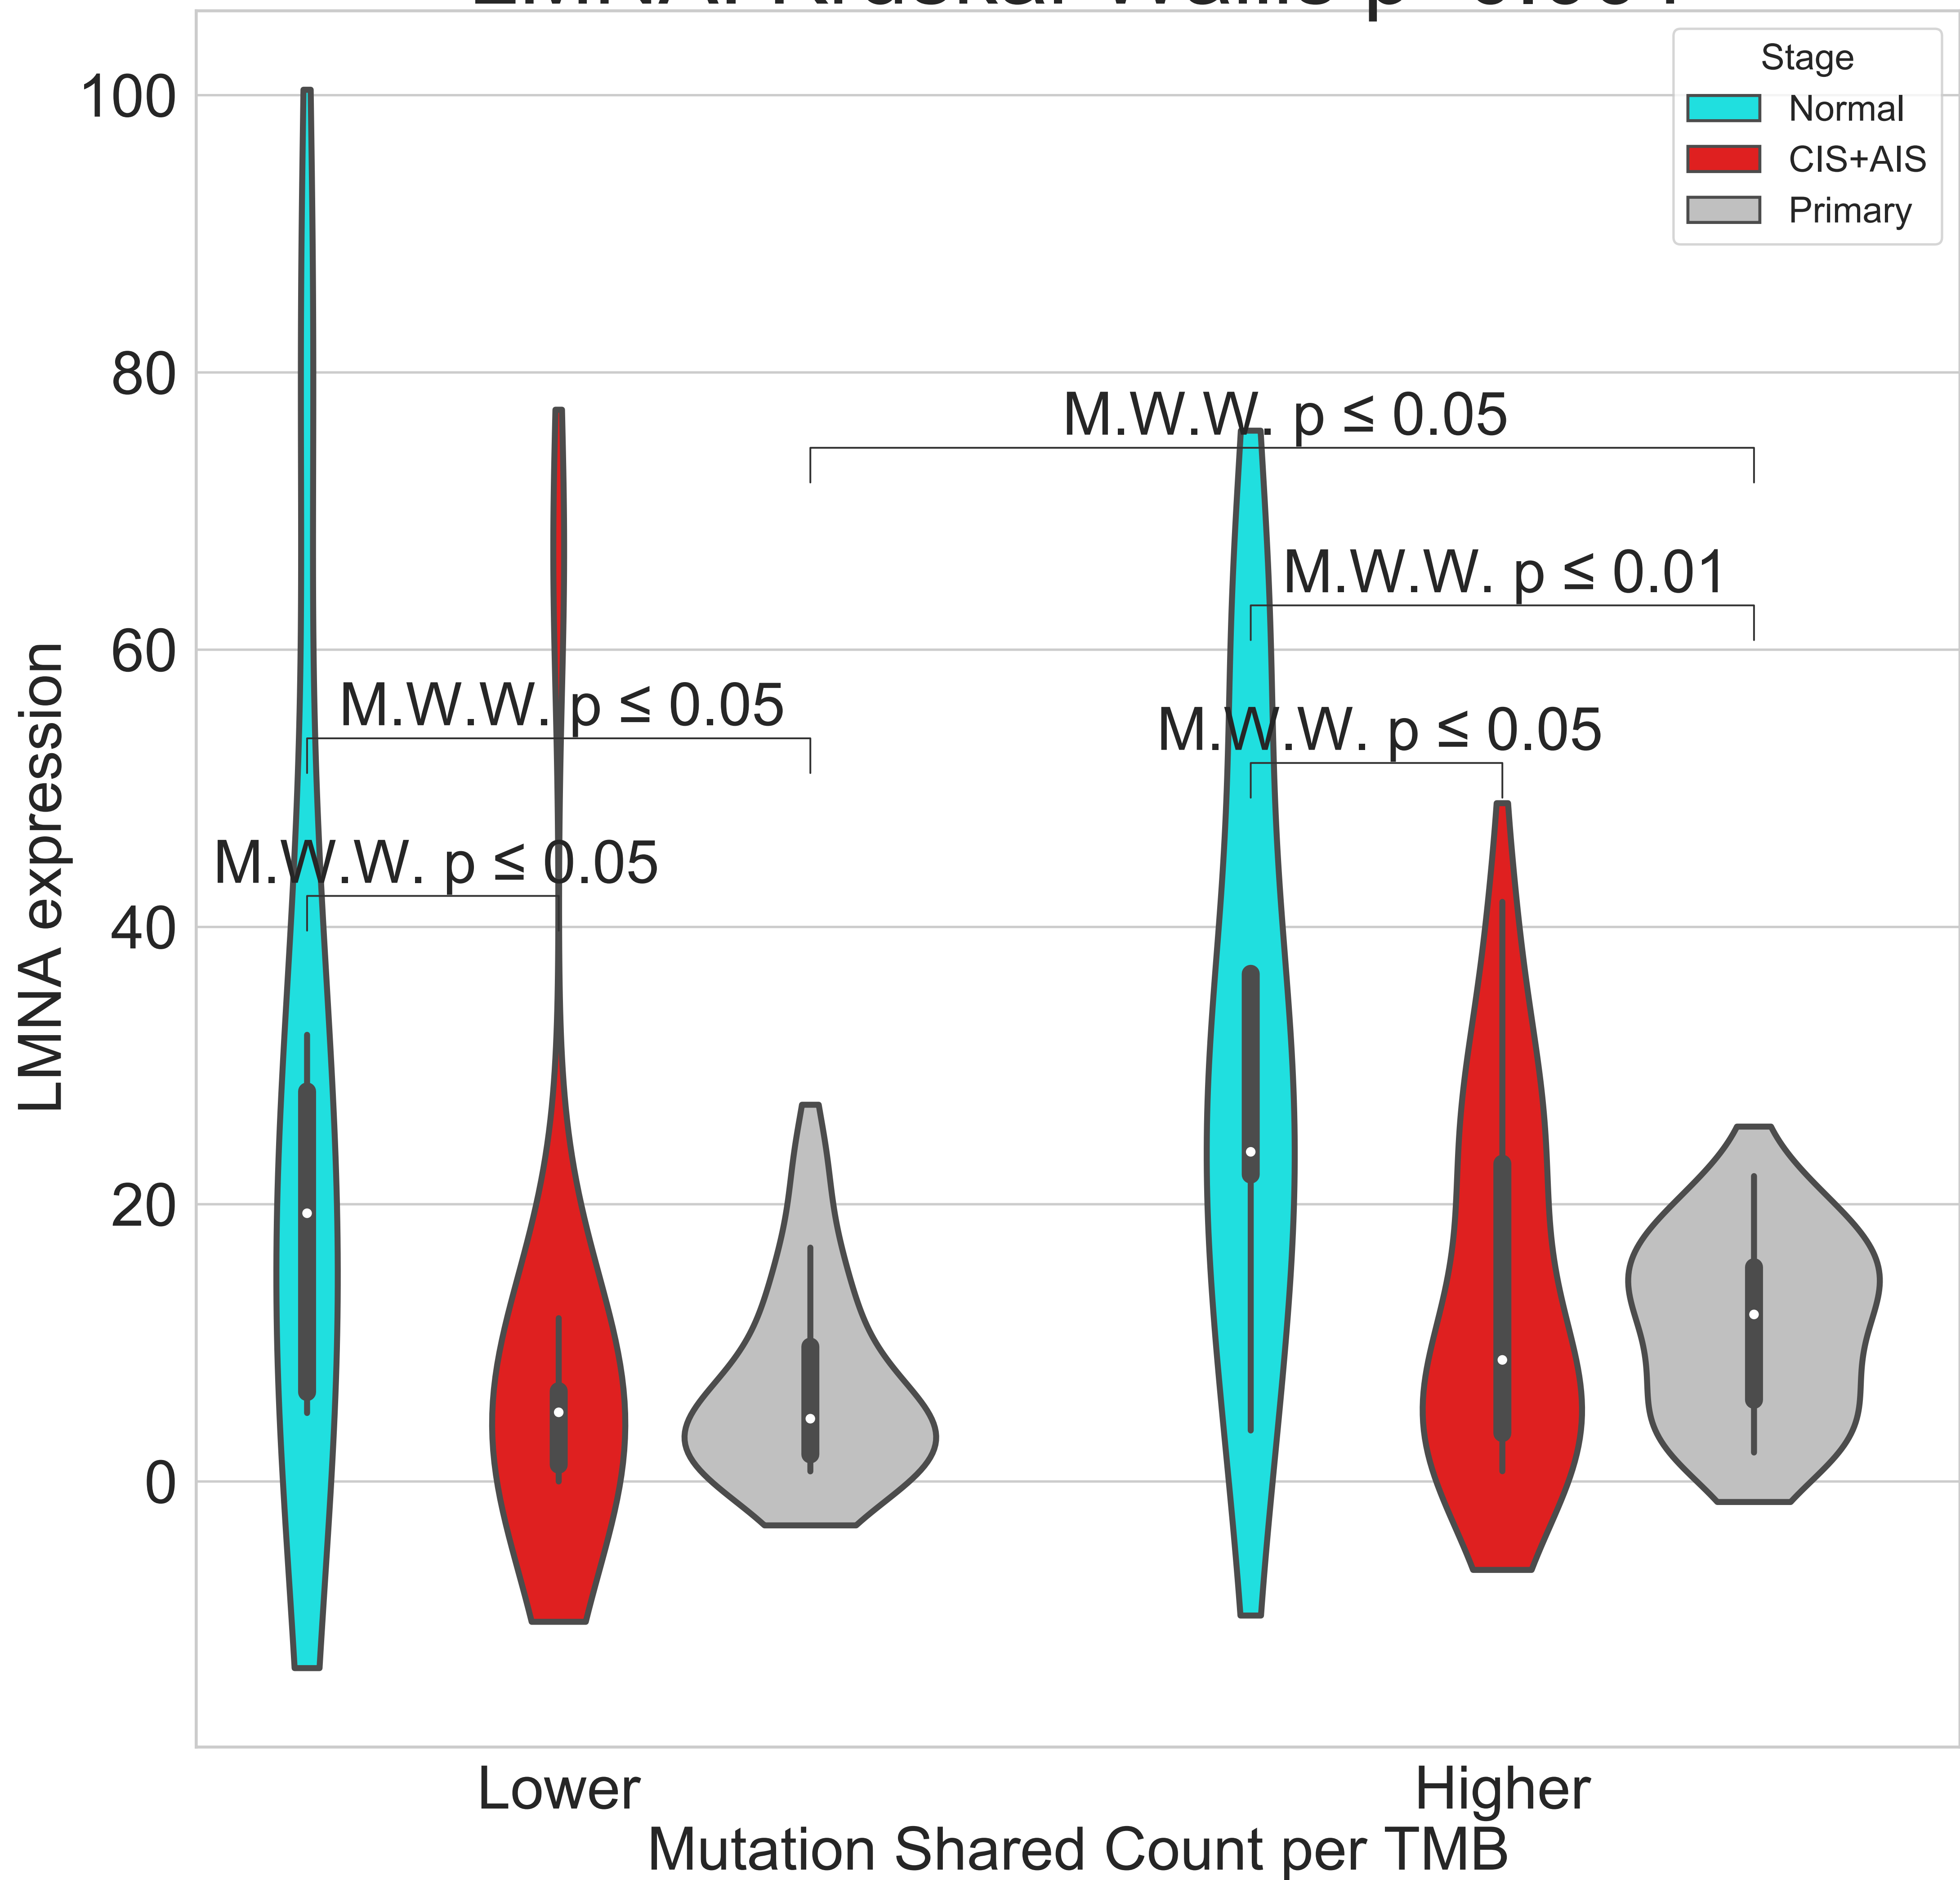 Stage
Normal
CIS+AIS
Primary
100
80
60
40
20
0
LMNA expression
M.W.W. p ≤ 0.05
M.W.W. p ≤ 0.01
M.W.W. p ≤ 0.05
M.W.W. p ≤ 0.05
M.W.W. p ≤ 0.05
Lower
Higher
Mutation Shared Count per TMB